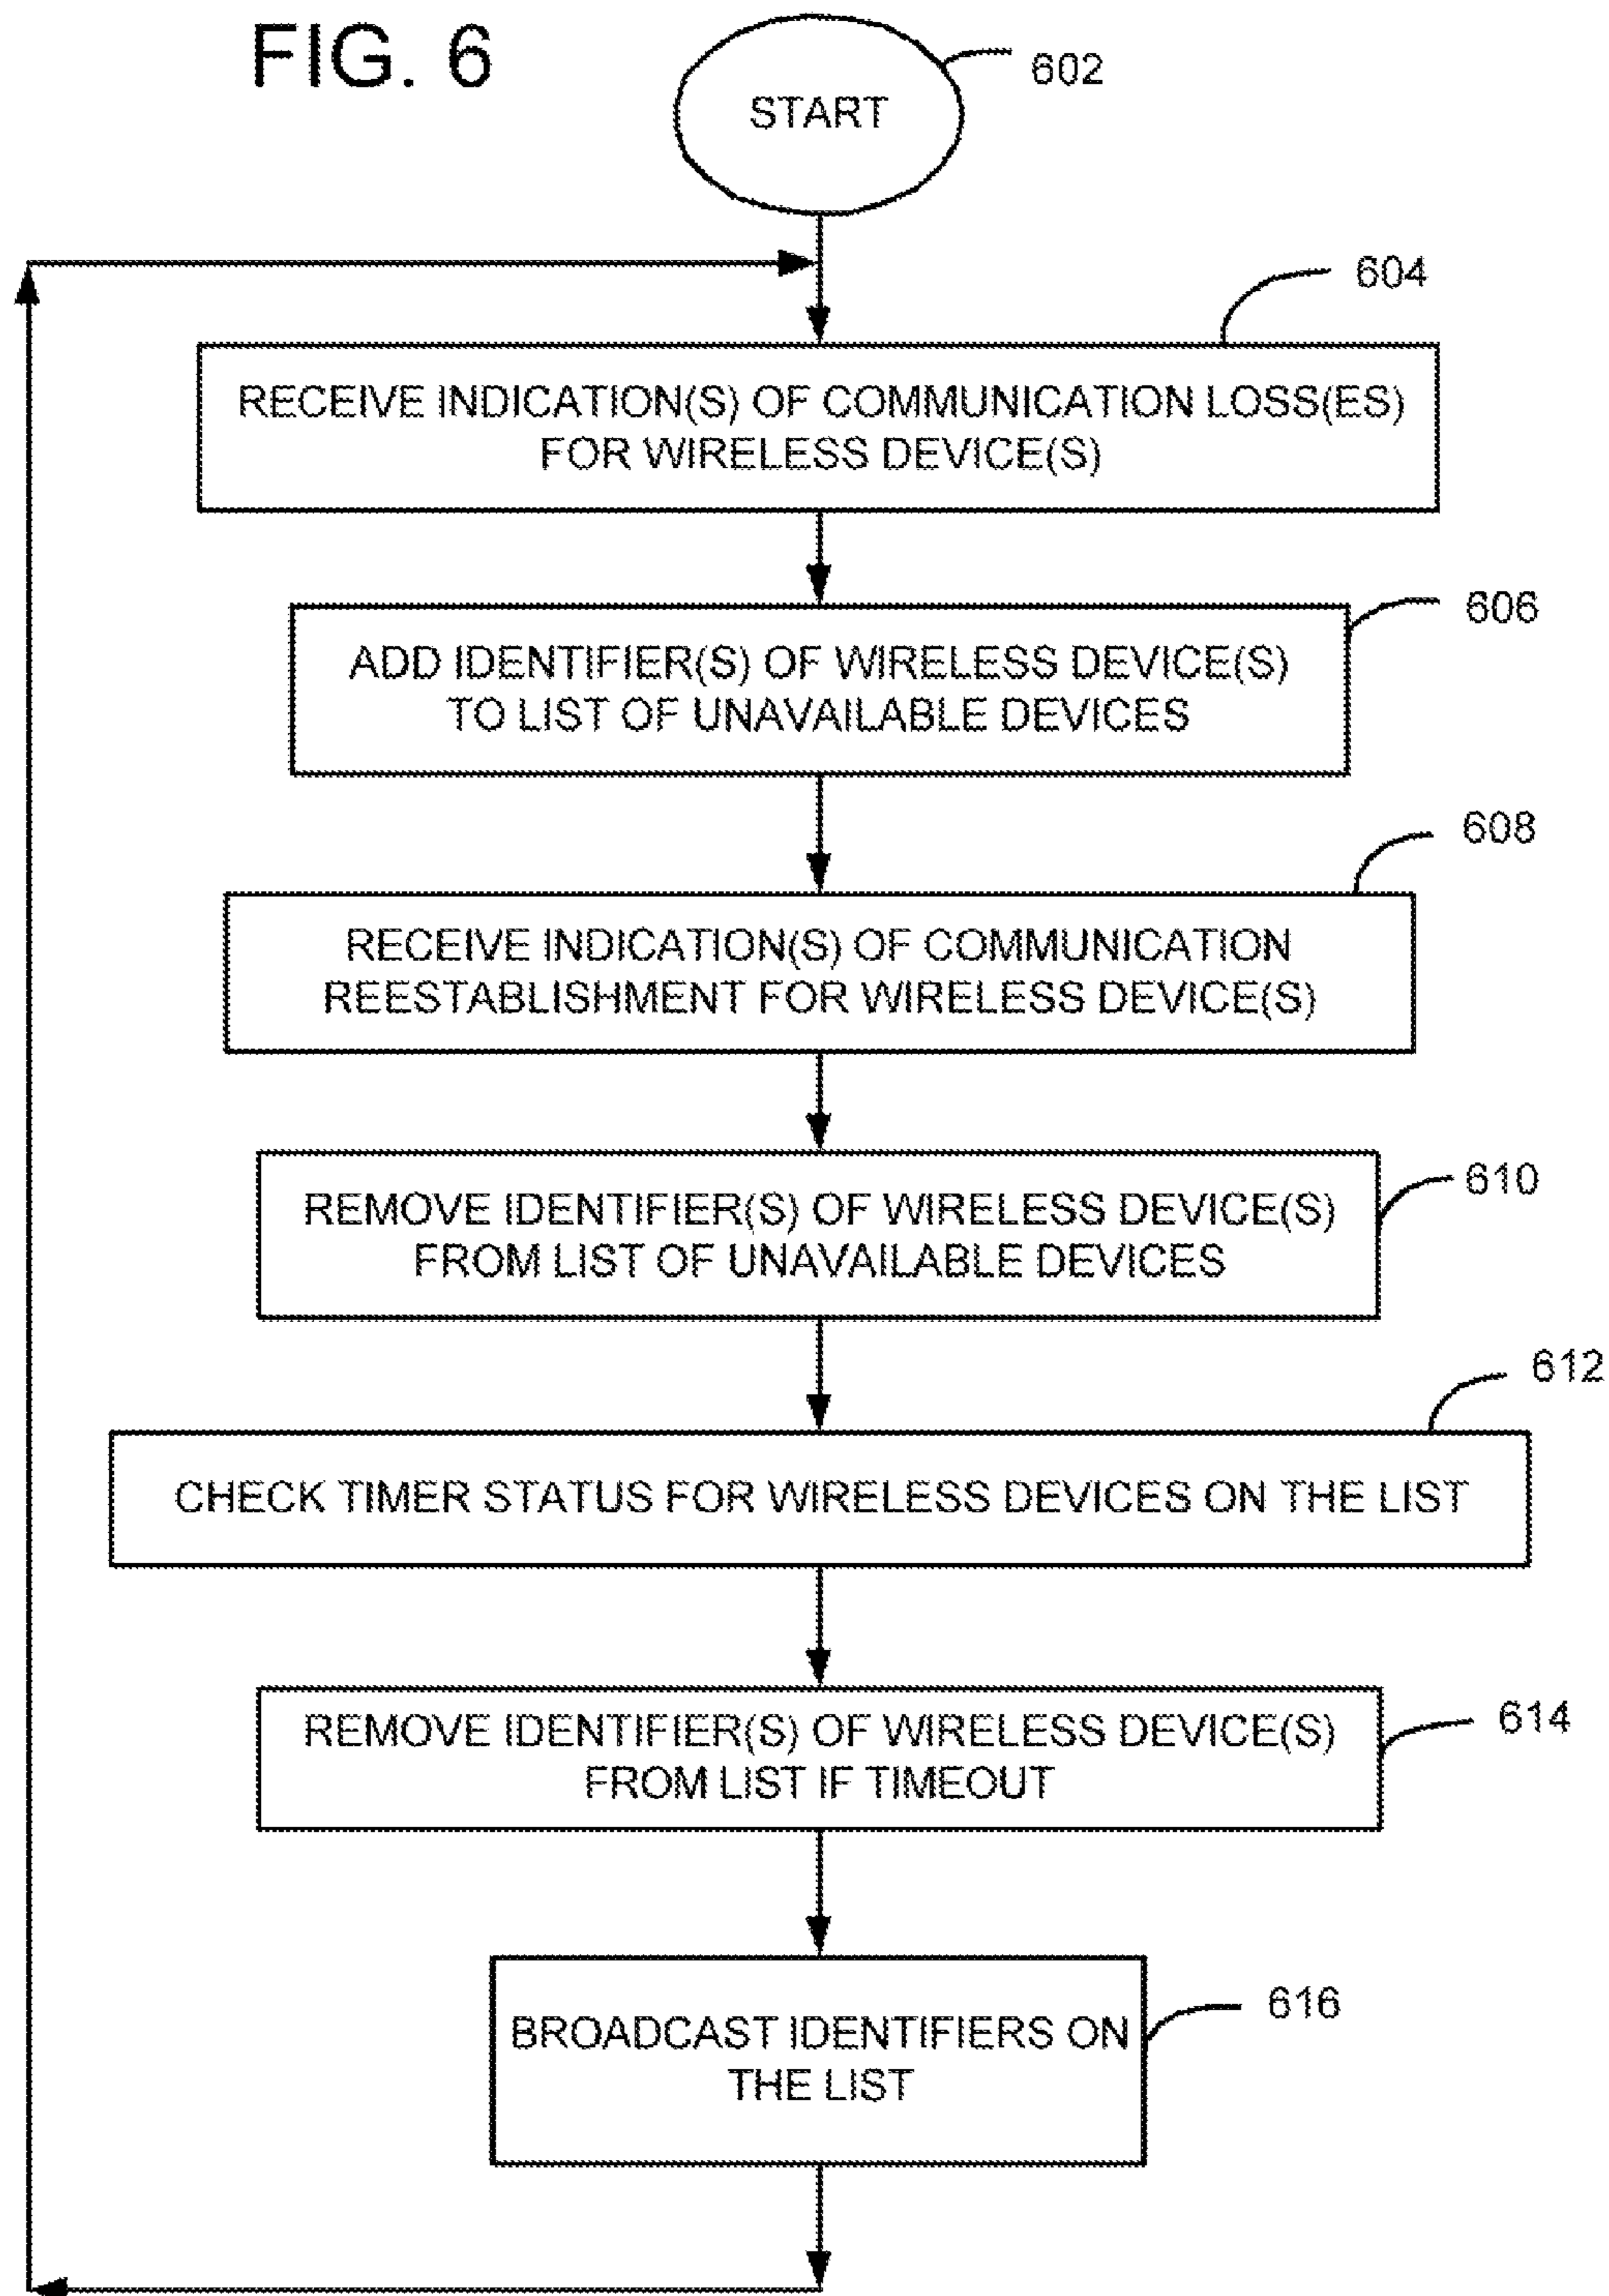 FIG. 6
START
602
604
RECEIVE INDICATION(S) OF COMMUNICATION LOSS(ES)
FOR WIRELESS DEVICE(S)
606
ADD IDENTIFIER(S) OF WIRELESS DEVICE(S)
TO LIST OF UNAVAILABLE DEVICES
608
RECEIVE INDICATION(S) OF COMMUNICATION
REESTABLISHMENT FOR WIRELESS DEVICE(S)
610
REMOVE IDENTIFIER(S) OF WIRELESS DEVICE(S)
FROM LIST OF UNAVAILABLE DEVICES
612
CHECK TIMER STATUS FOR WIRELESS DEVICES ON THE LIST
614
REMOVE IDENTIFIER(S) OF WIRELESS DEVICE(S)
FROM LIST IF TIMEOUT
616
BROADCAST IDENTIFIERS ON
THE LIST